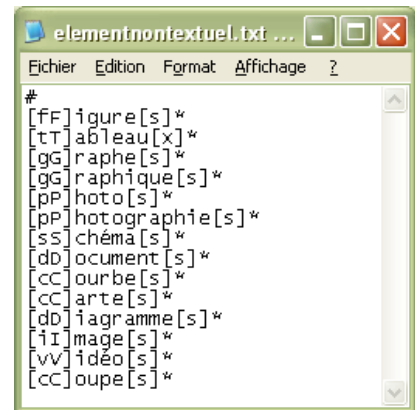 elementnontextuel.txt ...
Fichier Edition Format Affichage ?
#
[fF]igure[s]*
[tT]ableau[x]*
[gG]raphe[s]*
[gG]raphique[s]*
[pP]hoto[s]*
[pP]hotographie[s]*
[sS]chéma[s]*
[dD]ocument[s]*
[cC]ourbe[s]*
[cC]arte[s]*
[dD]iagramme[s]*
[iI]mage[s]*
[vV]idéo[s]*
[cC]oupe[s]*